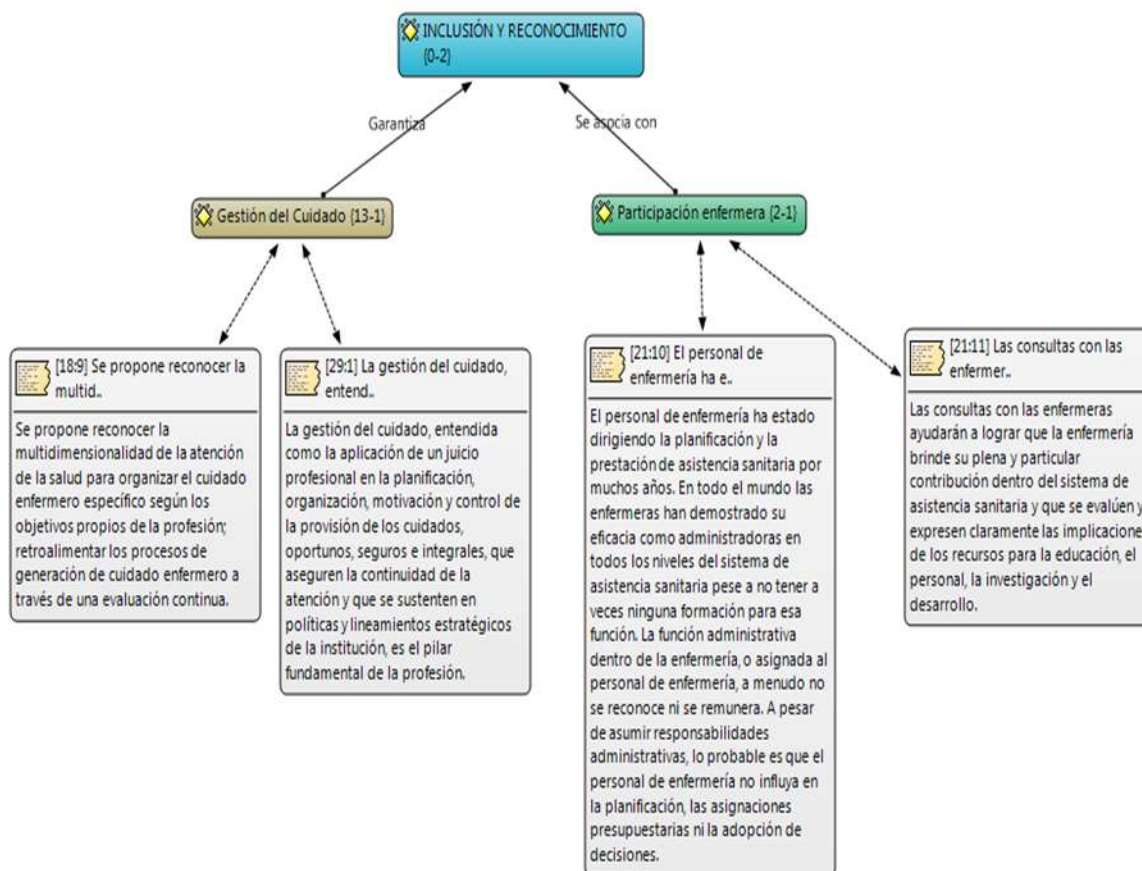 INCLUSIÓN Y RECONOCIMIENTO
{0-2}
Garantiza
Se asocia con
Gestión del Cuidado {13-1}
Participación enfermera {2-1}
[18:9] Se propone reconocer la
multid..
Se propone reconocer la
multidimensionalidad de la atención
de la salud para organizar el cuidado
enfermero específico según los
objetivos propios de la profesión;
retroalimentar los procesos de
generación de cuidado enfermero a
través de una evaluación continua.
[29:1] La gestión del cuidado,
entend..
La gestión del cuidado, entendida
como la aplicación de un juicio
profesional en la planificación,
organización, motivación y control de
la provisión de los cuidados,
oportunos, seguros e integrales, que
aseguren la continuidad de la
atención y que se sustenten en
políticas y lineamientos estratégicos
de la institución, es el pilar
fundamental de la profesión.
[21:10] El personal de
enfermería ha e..
El personal de enfermería ha estado
dirigiendo la planificación y la
prestación de asistencia sanitaria por
muchos años. En todo el mundo las
enfermeras han demostrado su
eficacia como administradoras en
todos los niveles del sistema de
asistencia sanitaria pese a no tener a
veces ninguna formación para esa
función. La función administrativa
dentro de la enfermería, o asignada al
personal de enfermería, a menudo no
se reconoce ni se remunera. A pesar
de asumir responsabilidades
administrativas, lo probable es que el
personal de enfermería no influya en
la planificación, las asignaciones
presupuestarias ni la adopción de
decisiones.
[21:11] Las consultas con las
enfermer..
Las consultas con las enfermeras
ayudarán a lograr que la enfermería
brinde su plena y particular
contribución dentro del sistema de
asistencia sanitaria y que se evalúen y
expresen claramente las implicacione
de los recursos para la educación, el
personal, la investigación y el
desarrollo.